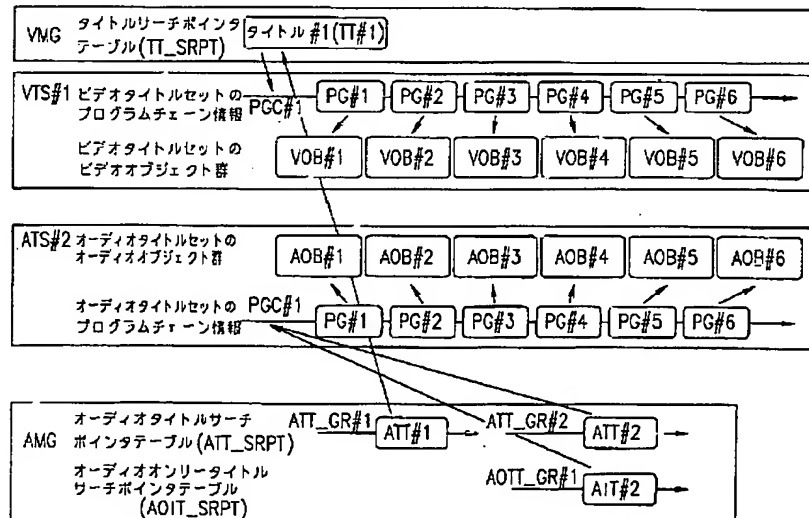 VMG タイトルサーチポインタ
テーブル(TT_SRPT)
タイトル#1(TT#1)
VTS#1 ビデオタイトルセットの
プログラムチェーン情報
PGC#1
PG#1 PG#2 PG#3 PG#4 PG#5 PG#6
ビデオタイトルセットの
ビデオオブジェクト群
VOB#1 VOB#2 VOB#3 VOB#4 VOB#5 VOB#6
ATS#2 オーディオタイトルセットの
オーディオオブジェクト群
AOB#1 AOB#2 AOB#3 AOB#4 AOB#5 AOB#6
オーディオタイトルセットの
プログラムチェーン情報
PGC#1
PG#1 PG#2 PG#3 PG#4 PG#5 PG#6
AMG
オーディオタイトルサーチ
ポインタテーブル(ATT_SRPT)
ATT_GR#1 ATT#1 ATT_GR#2 ATT#2
オーディオオンリータイトル
サーチポインタテーブル
(AOIT_SRPT)
AOTT_GR#1 AIT#2